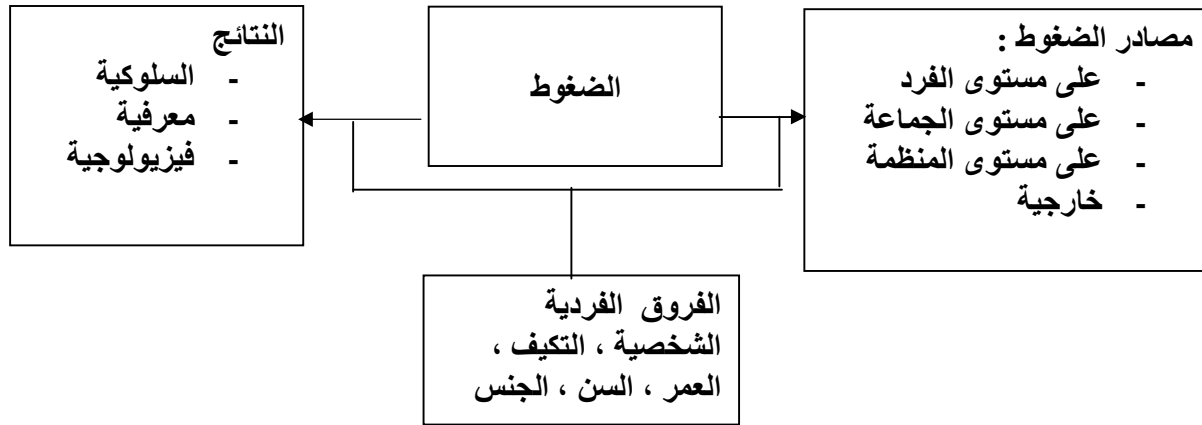 مصادر الضغوط :
- على مستوى الفرد
- على مستوى الجماعة
- على مستوى المنظمة
- خارجية
الضغوط
النتائج
- السلوكية
- معرفية
- فيزيولوجية
الفروق الفردية
الشخصية ، التكيف ،
العمر ، السن ، الجنس